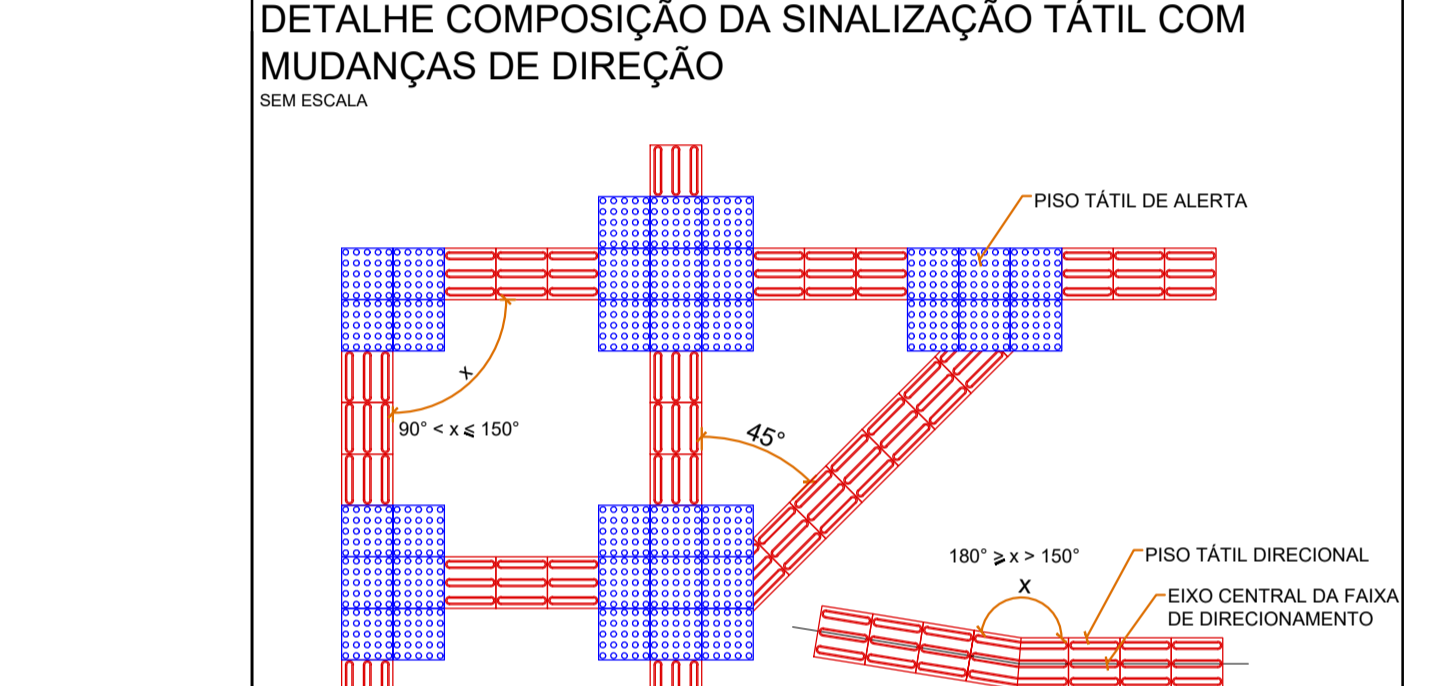 DETALHE COMPOSIÇÃO DA SINALIZAÇÃO TÁTIL COM
MUDANÇAS DE DIREÇÃO
SEM ESCALA
PISO TÁTIL DE ALERTA
x
90° < x ⩽ 150°
45°
180° ⩾ x > 150°
x
PISO TÁTIL DIRECIONAL
EIXO CENTRAL DA FAIXA
DE DIRECIONAMENTO